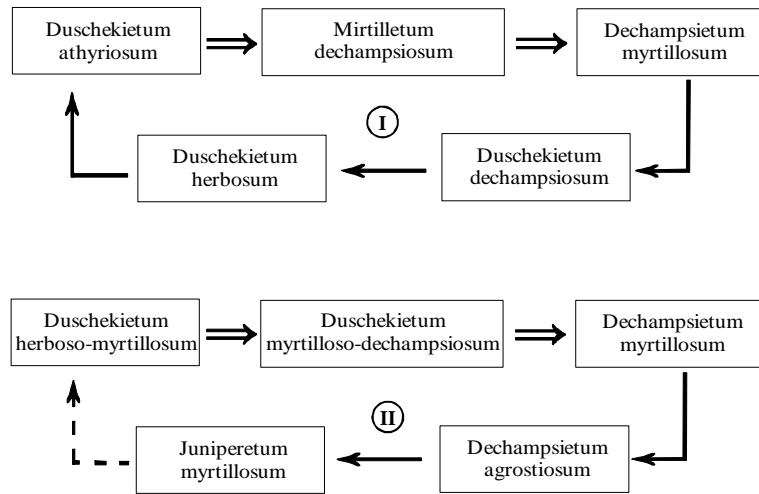 Duschekietum
athyriosum
Mirtilletum
dechampsiosum
Dechampsietum
myrtillosum
I
Duschekietum
herbosum
Duschekietum
dechampsiosum
Duschekietum
herboso-myrtillosum
Duschekietum
myrtilloso-dechampsiosum
Dechampsietum
myrtillosum
II
Juniperetum
myrtillosum
Dechampsietum
agrostiosum